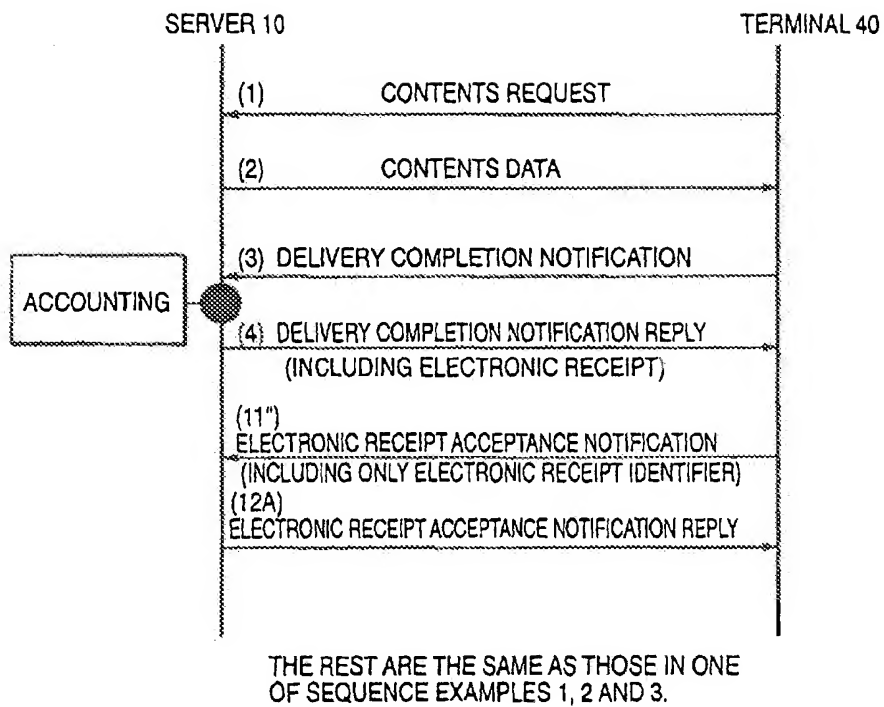 SERVER 10
TERMINAL 40
(1) CONTENTS REQUEST
(2) CONTENTS DATA
(3) DELIVERY COMPLETION NOTIFICATION
ACCOUNTING
(4) DELIVERY COMPLETION NOTIFICATION REPLY
(INCLUDING ELECTRONIC RECEIPT)
(11")
ELECTRONIC RECEIPT ACCEPTANCE NOTIFICATION
(INCLUDING ONLY ELECTRONIC RECEIPT IDENTIFIER)
(12A)
ELECTRONIC RECEIPT ACCEPTANCE NOTIFICATION REPLY
THE REST ARE THE SAME AS THOSE IN ONE
OF SEQUENCE EXAMPLES 1, 2 AND 3.